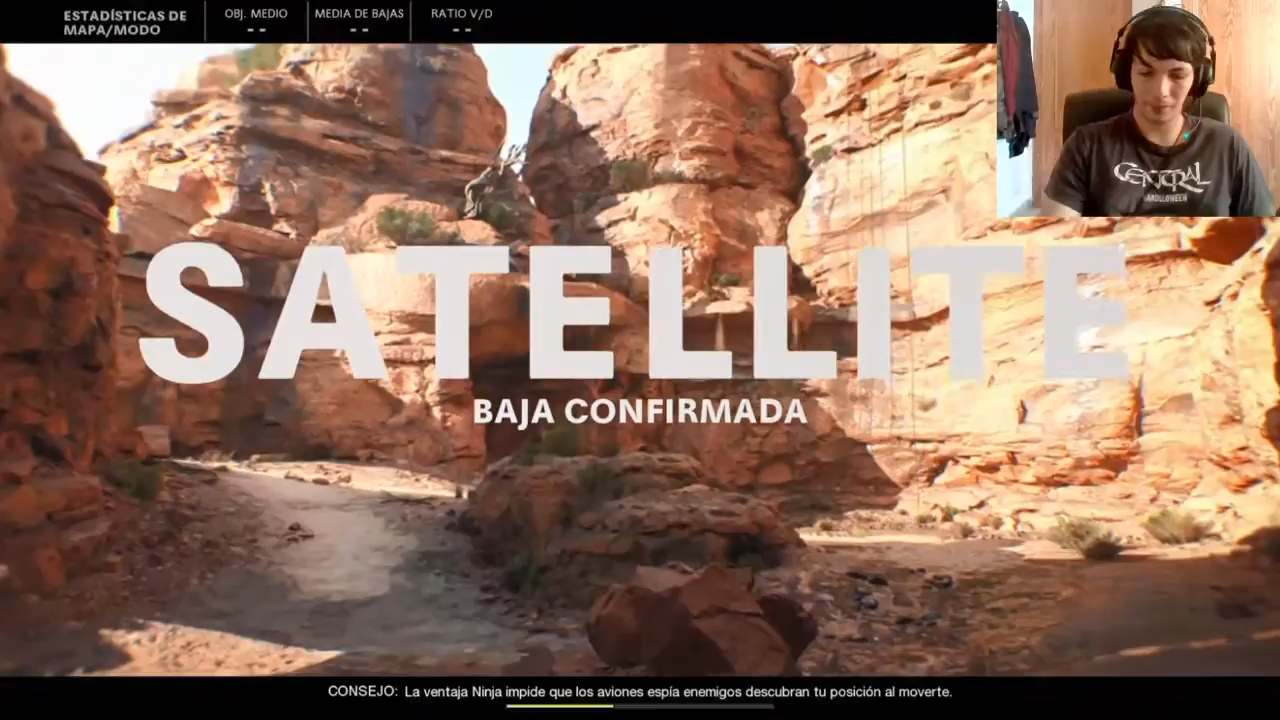 ESTADÍSTICAS DE
MAPA/MODO
OBJ. MEDIO
--
MEDIA DE BAJAS
--
RATIO V/D
--
CENTRAL
SATELLITE
BAJA CONFIRMADA
CONSEJO: La ventaja Ninja impide que los aviones espía enemigos descubran tu posición al moverte.